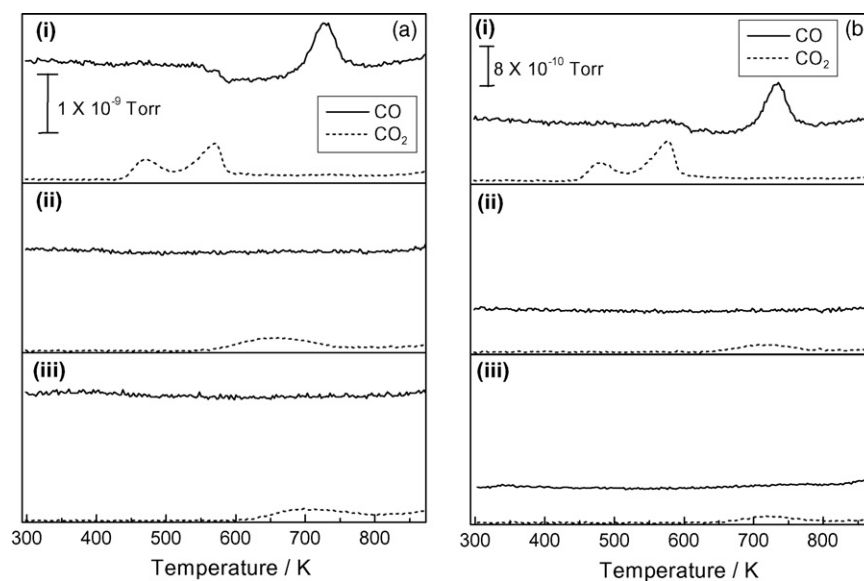 (i)
(a)
1 X 10⁻⁹ Torr
CO
CO₂
(ii)
(iii)
300 400 500 600 700 800
Temperature / K
(i)
(b)
8 X 10⁻¹⁰ Torr
CO
CO₂
(ii)
(iii)
300 400 500 600 700 800
Temperature / K